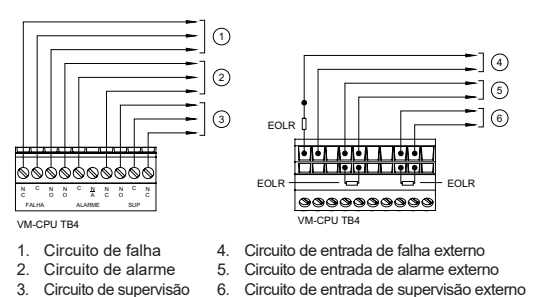 1
2
3
4
5
6
EOLR
EOLR
EOLR
N C
C
N O
N O
C
N A
N C
N O
C
N C
FALHA
ALARME
SUP
VM-CPU TB4
VM-CPU TB4
1. Circuito de falha
2. Circuito de alarme
3. Circuito de supervisão
4. Circuito de entrada de falha externo
5. Circuito de entrada de alarme externo
6. Circuito de entrada de supervisão externo